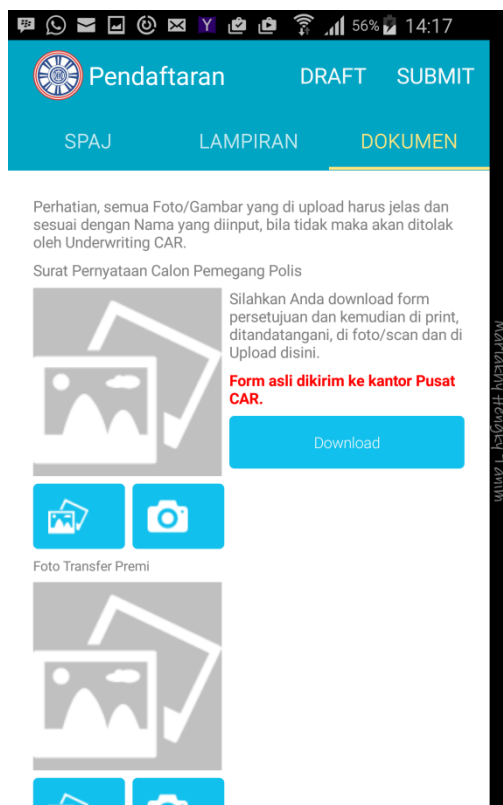 56% 14:17
Pendaftaran DRAFT SUBMIT
SPAJ LAMPIRAN DOKUMEN
Perhatian, semua Foto/Gambar yang di upload harus jelas dan
sesuai dengan Nama yang diinput, bila tidak maka akan ditolak
oleh Underwriting CAR.
Surat Pernyataan Calon Pemegang Polis
Silahkan Anda download form
persetujuan dan kemudian di print,
ditandatangani, di foto/scan dan di
Upload disini.
Form asli dikirim ke kantor Pusat
CAR.
Download
Foto Transfer Premi